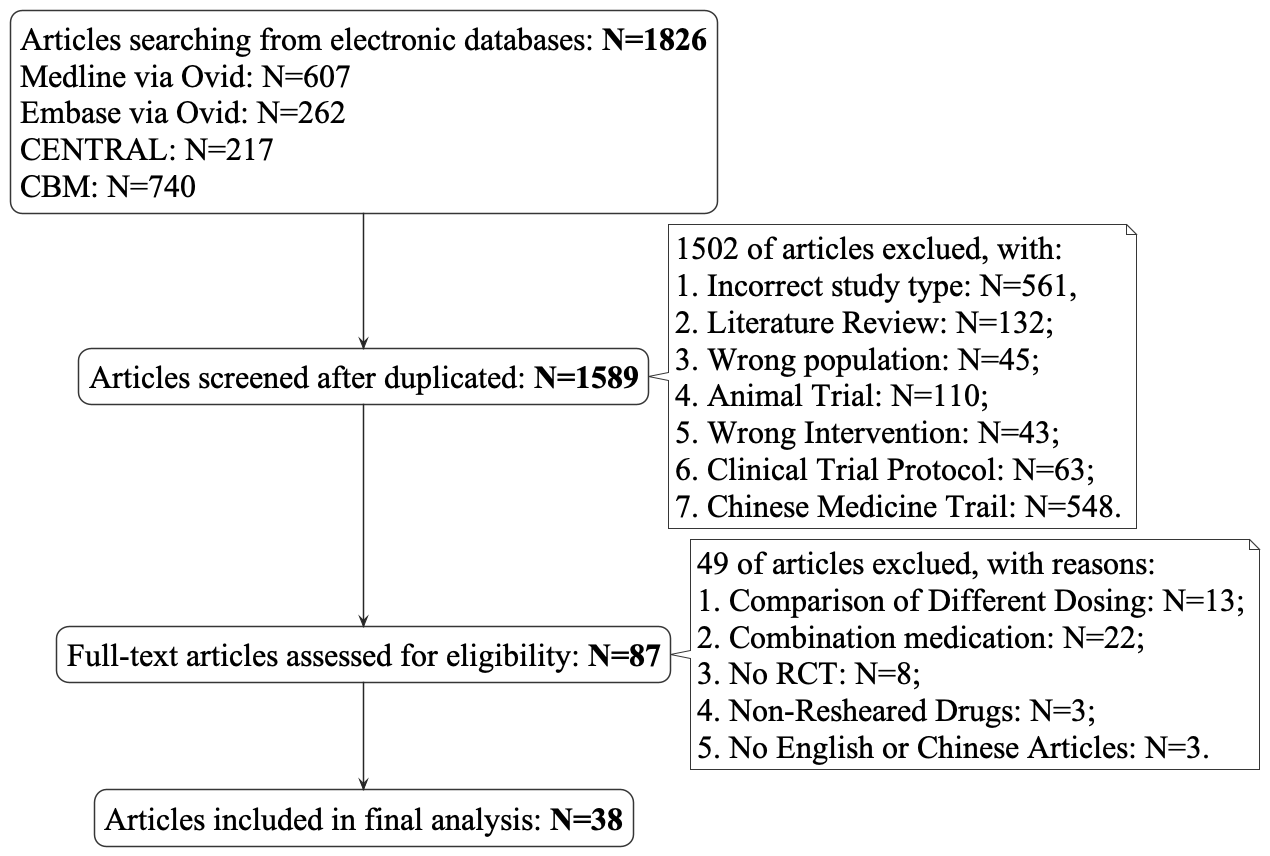 Articles searching from electronic databases: N=1826
Medline via Ovid: N=607
Embase via Ovid: N=262
CENTRAL: N=217
CBM: N=740
1502 of articles exclued, with:
1. Incorrect study type: N=561,
2. Literature Review: N=132;
3. Wrong population: N=45;
4. Animal Trial: N=110;
5. Wrong Intervention: N=43;
6. Clinical Trial Protocol: N=63;
7. Chinese Medicine Trail: N=548.
Articles screened after duplicated: N=1589
49 of articles exclued, with reasons:
1. Comparison of Different Dosing: N=13;
2. Combination medication: N=22;
3. No RCT: N=8;
4. Non-Resheared Drugs: N=3;
5. No English or Chinese Articles: N=3.
Full-text articles assessed for eligibility: N=87
Articles included in final analysis: N=38